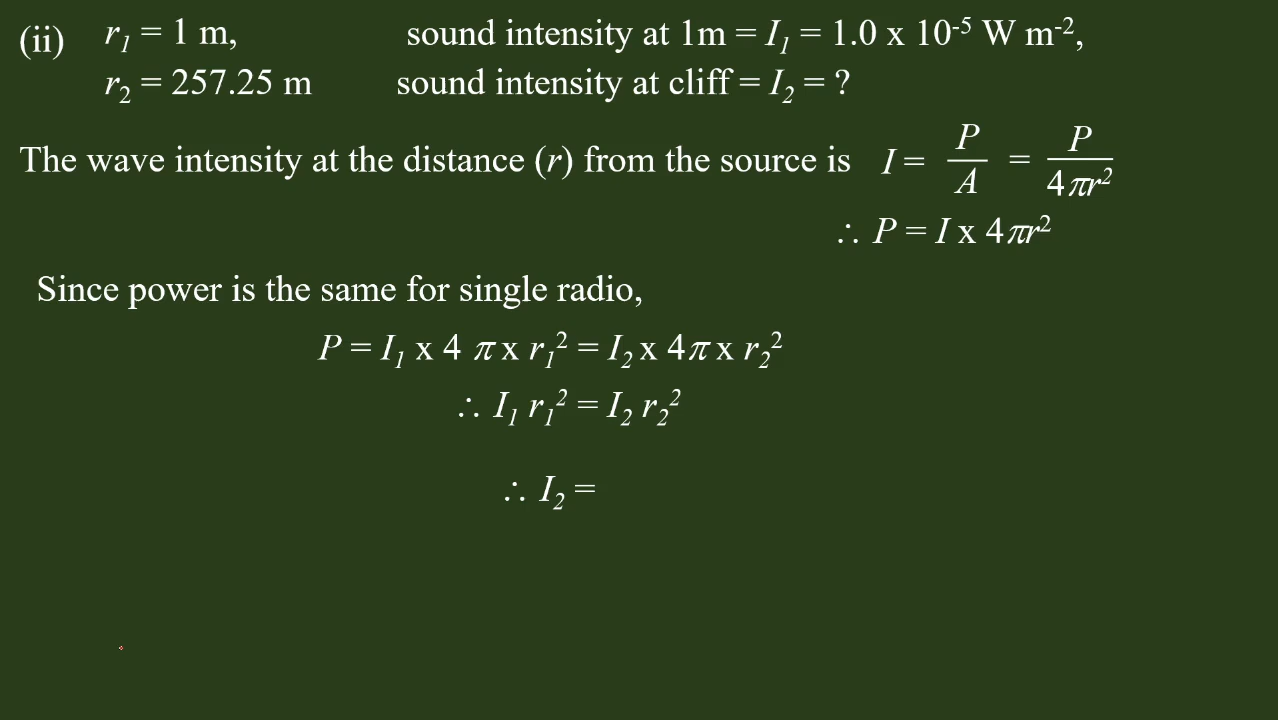 (ii) r₁ = 1 m, sound intensity at 1m = I₁ = 1.0 x 10⁻⁵ W m⁻²,
r₂ = 257.25 m sound intensity at cliff = I₂ = ?
The wave intensity at the distance (r) from the source is I = P/A = P/4πr²
∴ P = I x 4πr²
Since power is the same for single radio,
P = I₁ x 4 π x r₁² = I₂ x 4π x r₂²
∴ I₁ r₁² = I₂ r₂²
∴ I₂ =